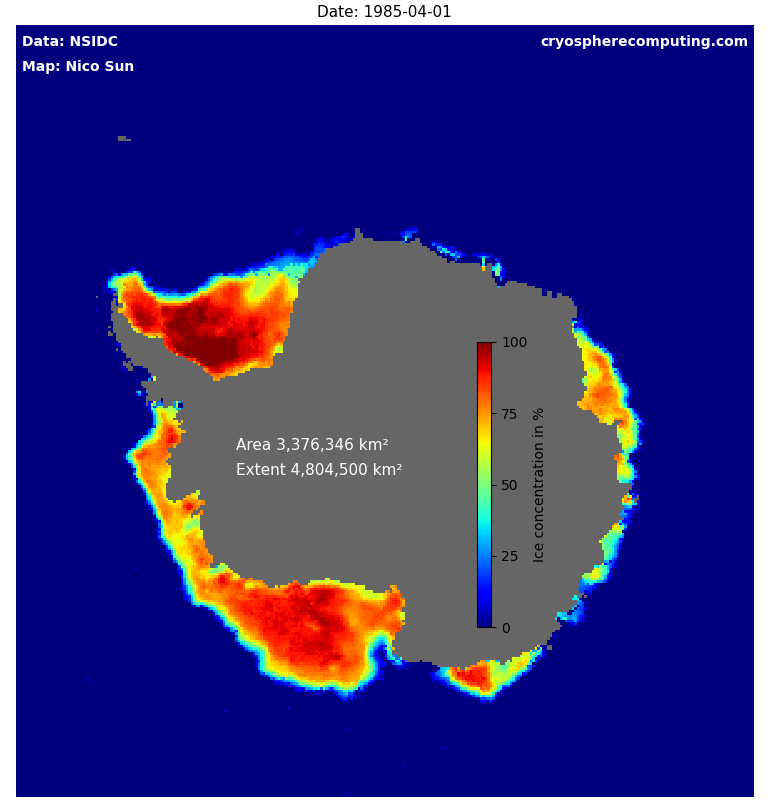 Date: 1985-04-01
Data: NSIDC
cryospherecomputing.com
Map: Nico Sun
100
75
Area 3,376,346 km²
Extent 4,804,500 km²
50
25
0
Ice concentration in %